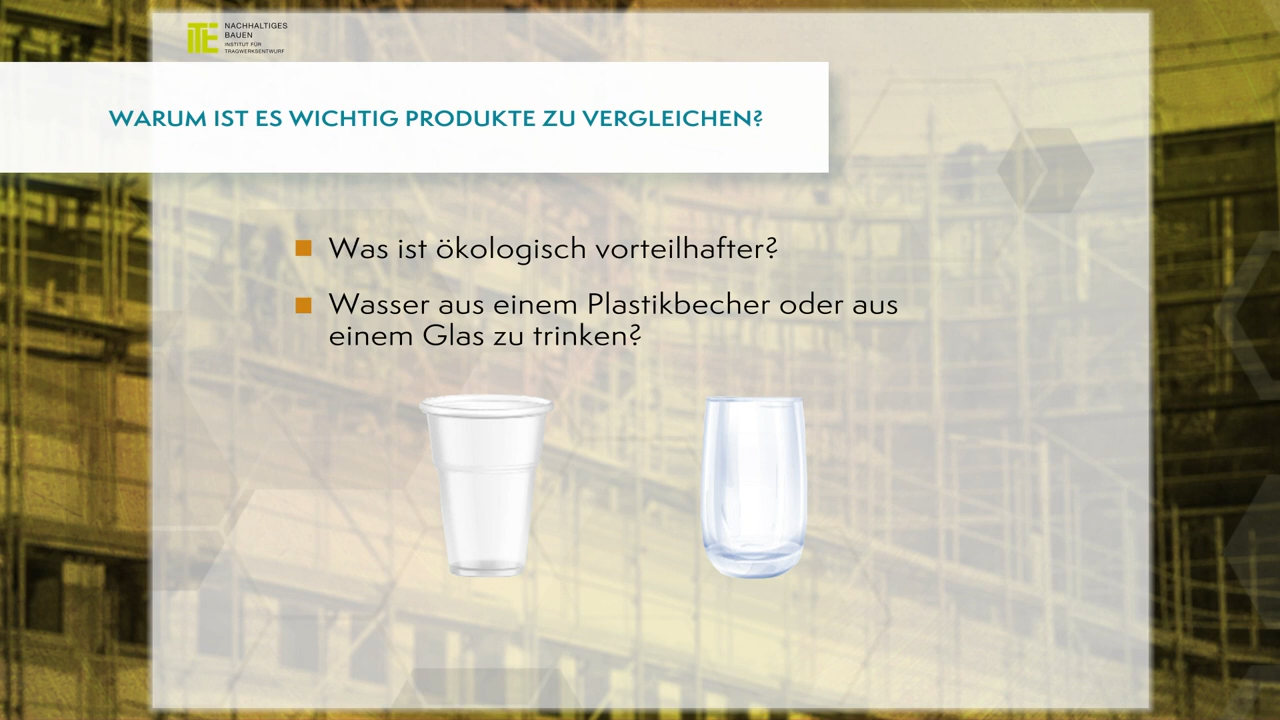 NACHHALTIGES
BAUEN
INSTITUT FÜR
TRAGWERKSENTWURF
WARUM IST ES WICHTIG PRODUKTE ZU VERGLEICHEN?
Was ist ökologisch vorteilhafter?
Wasser aus einem Plastikbecher oder aus
einem Glas zu trinken?